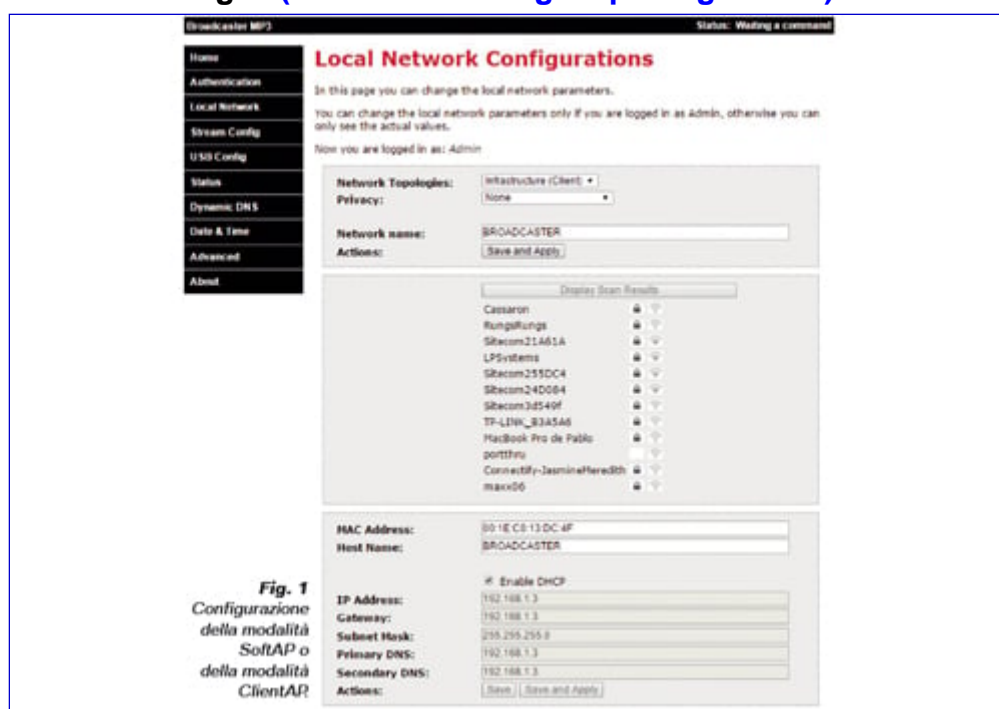 Broadcaster MP3
Status: Waiting a command
Home
Authentication
Local Network
Stream Config
USB Config
Status
Dynamic DNS
Date & Time
Advanced
About
Local Network Configurations
In this page you can change the local network parameters.
You can change the local network parameters only if you are logged in as Admin, otherwise you can
only see the actual values.
Now you are logged in as: Admin
Network Topologies: Infrastructure (Client)
Privacy: None
Network name: BROADCASTER
Actions: Save and Apply
Display Scan Results
Cassaron
RungsRungs
Sitecom21A61A
LPSystems
Sitecom255DC4
Sitecom24D084
Sitecom3d549f
TP-LINK_B3A5A6
MacBook Pro de Pablo
portthru
Connectify-JasmineMeredith
maxx06
MAC Address: 00:1E:C0:13:DC:4F
Host Name: BROADCASTER
Enable DHCP
IP Address: 192.168.1.3
Gateway: 192.168.1.3
Subnet Mask: 255.255.255.0
Primary DNS: 192.168.1.3
Secondary DNS: 192.168.1.3
Actions: Save Save and Apply
Fig. 1
Configurazione
della modalità
SoftAP o
della modalità
ClientAP.